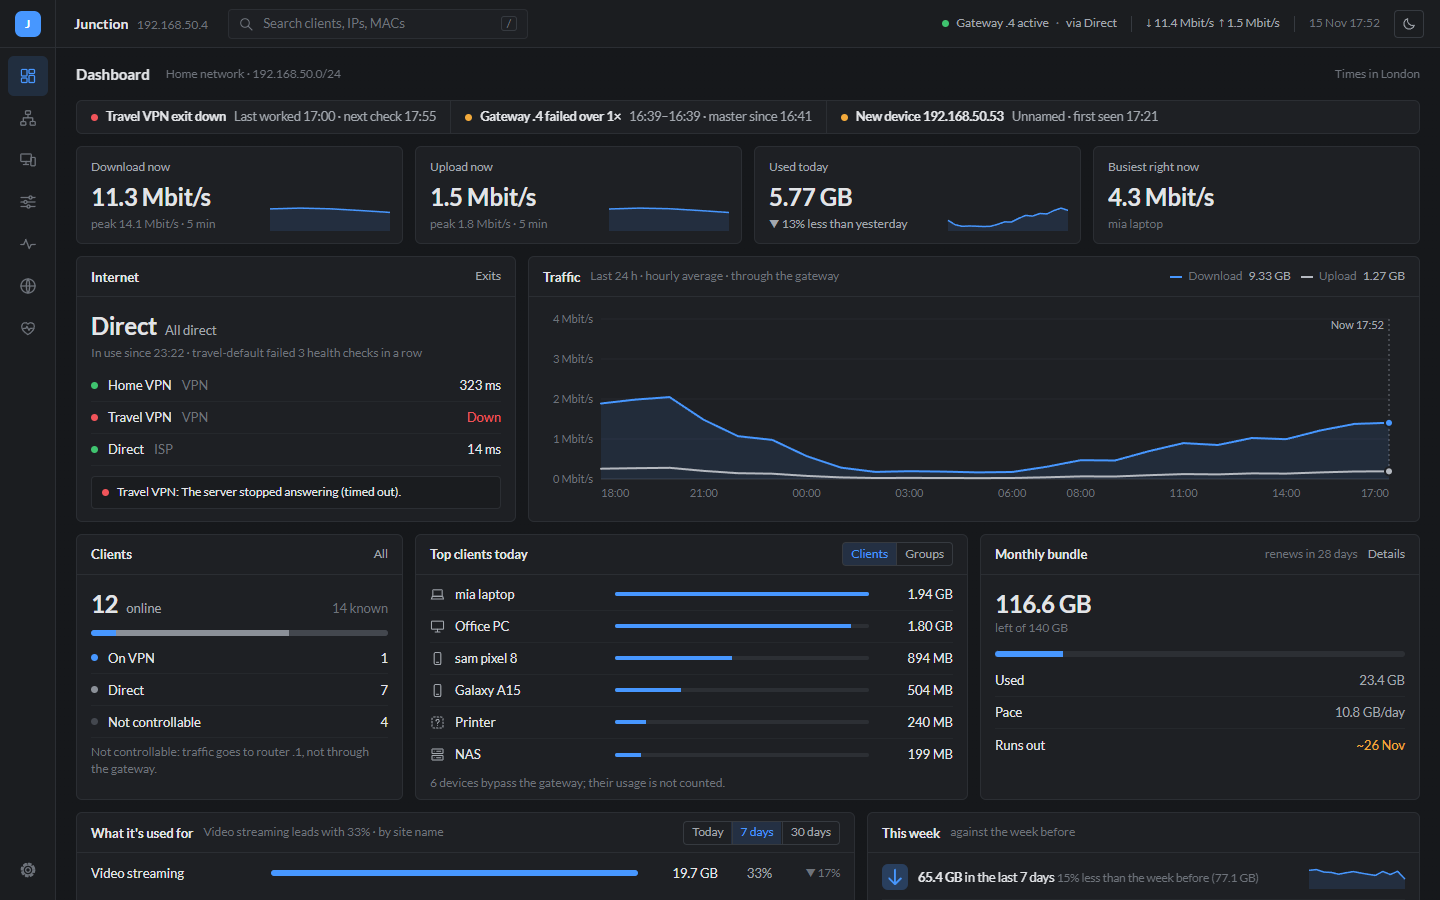 J
Junction 192.168.50.4
Search clients, IPs, MACs /
Gateway .4 active · via Direct
↓ 11.4 Mbit/s ↑ 1.5 Mbit/s
15 Nov 17:52
Dashboard Home network · 192.168.50.0/24
Times in London
Travel VPN exit down Last worked 17:00 · next check 17:55
Gateway .4 failed over 1× 16:39–16:39 · master since 16:41
New device 192.168.50.53 Unnamed · first seen 17:21
Download now
11.3 Mbit/s
peak 14.1 Mbit/s · 5 min
Upload now
1.5 Mbit/s
peak 1.8 Mbit/s · 5 min
Used today
5.77 GB
▼ 13% less than yesterday
Busiest right now
4.3 Mbit/s
mia laptop
Internet Exits
Direct All direct
In use since 23:22 · travel-default failed 3 health checks in a row
Home VPN VPN 323 ms
Travel VPN VPN Down
Direct ISP 14 ms
Travel VPN: The server stopped answering (timed out).
Traffic Last 24 h · hourly average · through the gateway
Download 9.33 GB Upload 1.27 GB
4 Mbit/s
3 Mbit/s
2 Mbit/s
1 Mbit/s
0 Mbit/s
Now 17:52
18:00 21:00 00:00 03:00 06:00 08:00 11:00 14:00 17:00
Clients All
12 online 14 known
On VPN 1
Direct 7
Not controllable 4
Not controllable: traffic goes to router .1, not through
the gateway.
Top clients today Clients Groups
mia laptop 1.94 GB
Office PC 1.80 GB
sam pixel 8 894 MB
Galaxy A15 504 MB
Printer 240 MB
NAS 199 MB
6 devices bypass the gateway; their usage is not counted.
Monthly bundle renews in 28 days Details
116.6 GB
left of 140 GB
Used 23.4 GB
Pace 10.8 GB/day
Runs out ~26 Nov
What it's used for Video streaming leads with 33% · by site name
Today 7 days 30 days
Video streaming 19.7 GB 33% ▼ 17%
This week against the week before
65.4 GB in the last 7 days 15% less than the week before (77.1 GB)